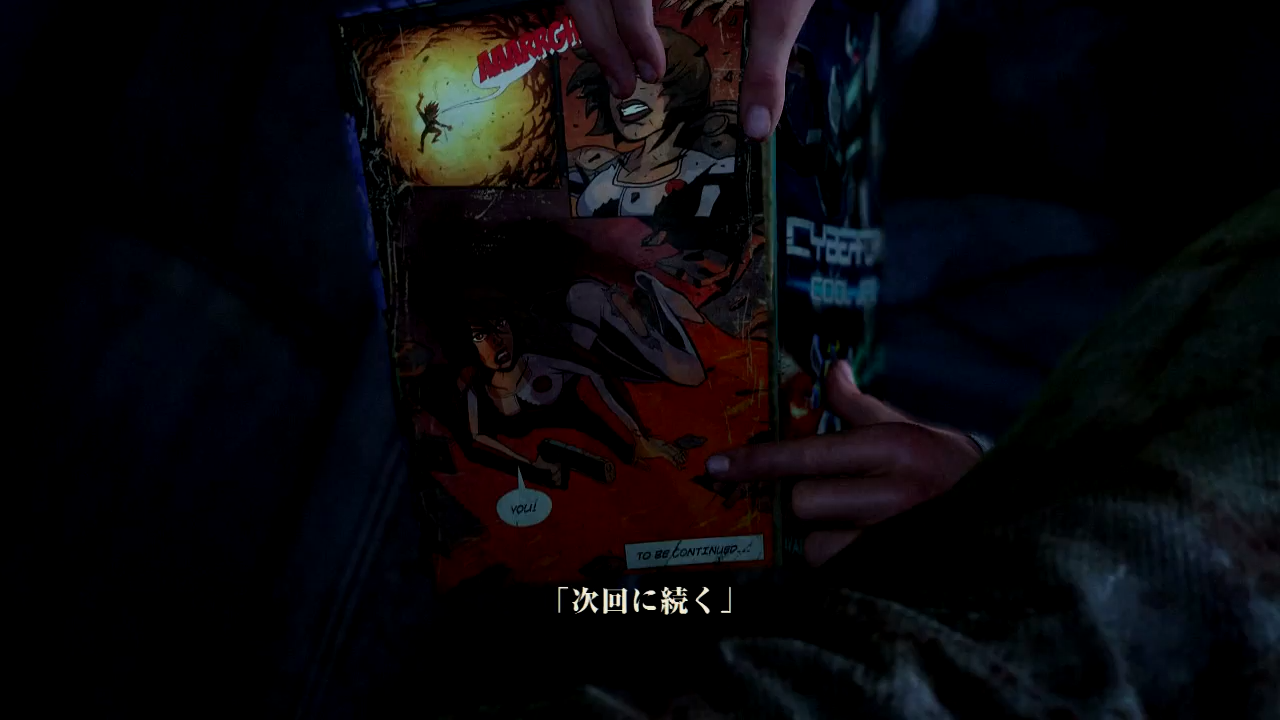 AAARRGH
YOU!
TO BE CONTINUED...
「次回に続く」